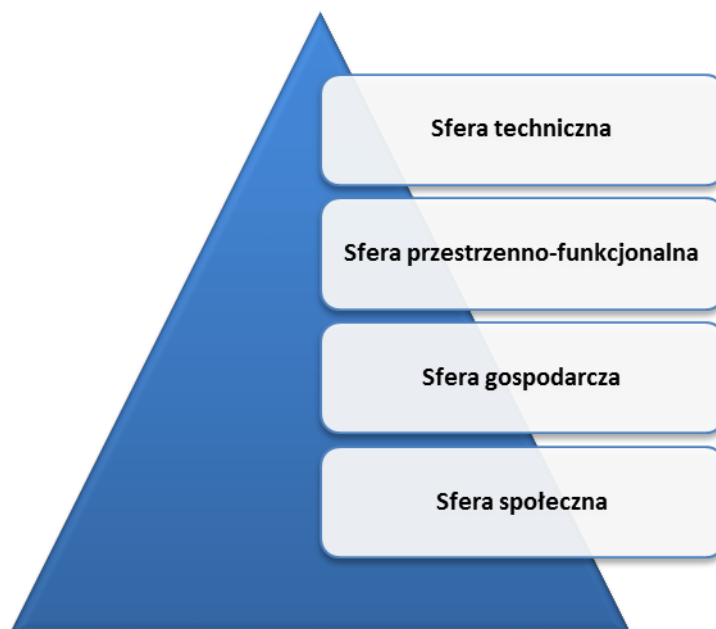 Sfera techniczna
Sfera przestrzenno-funkcjonalna
Sfera gospodarcza
Sfera społeczna